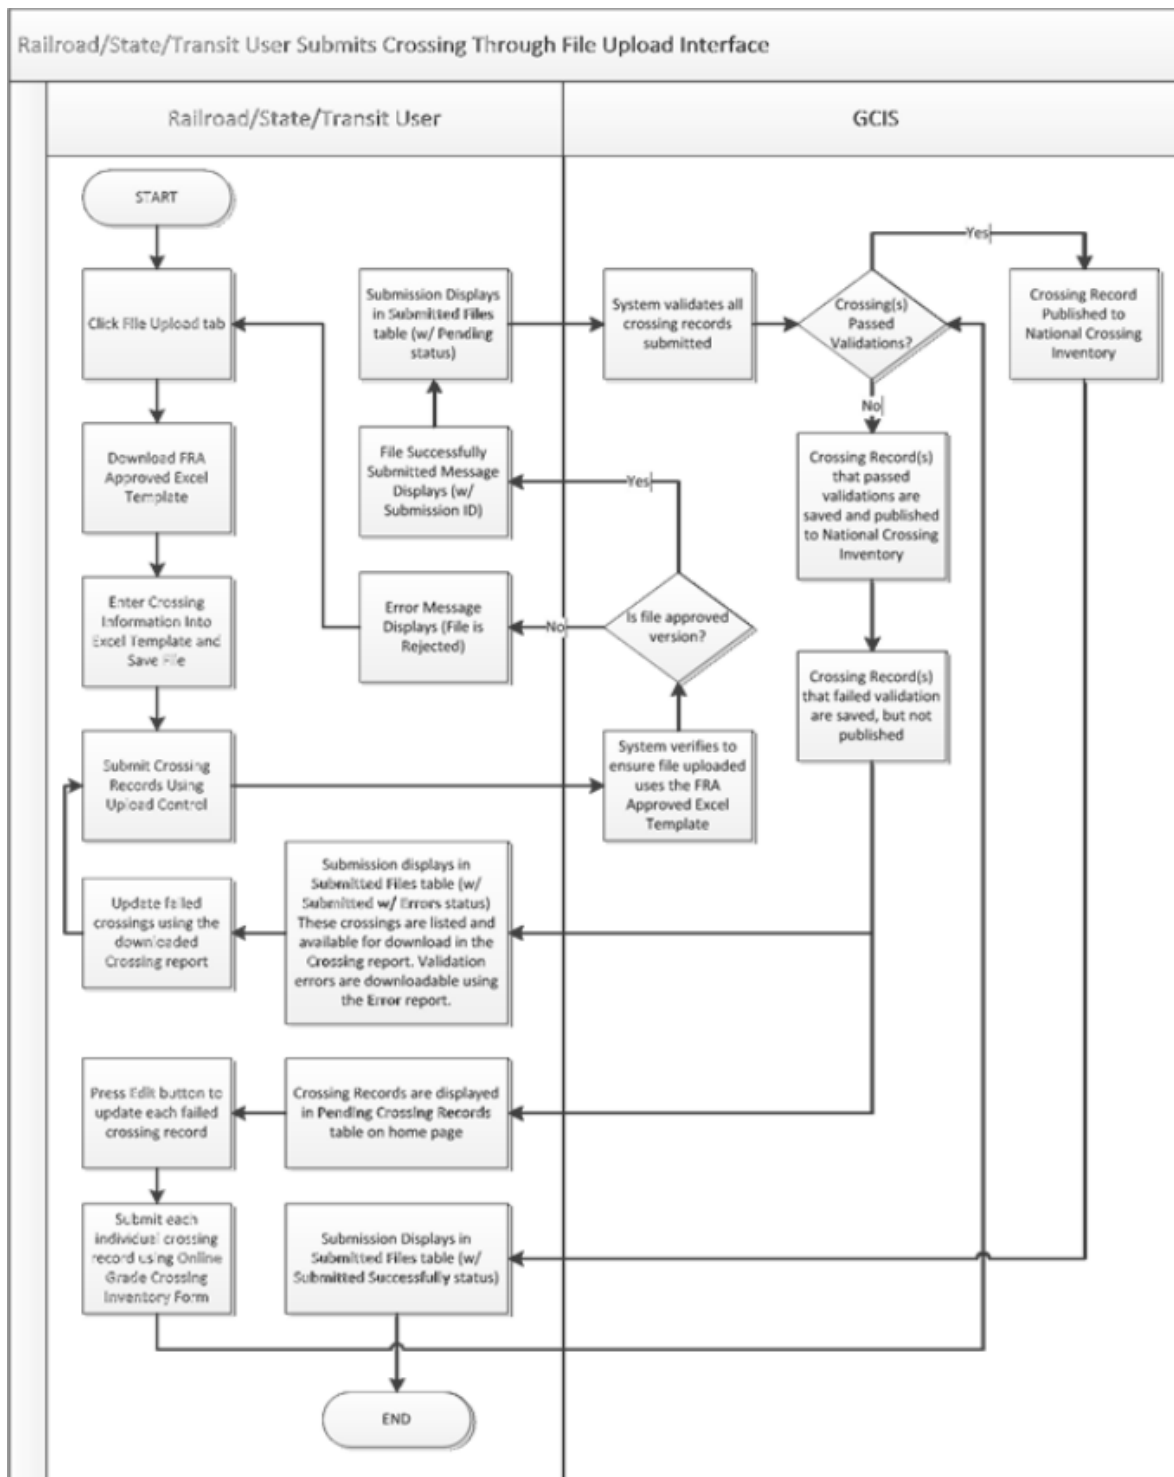 Railroad/State/Transit User Submits Crossing Through File Upload Interface
Railroad/State/Transit User
GCIS
START
Click File Upload tab
Download FRA
Approved Excel
Template
Enter Crossing
Information Into
Excel Template and
Save File
Submit Crossing
Records Using
Upload Control
Update failed
crossings using the
downloaded
Crossing report
Press Edit button to
update each failed
crossing record
Submit each
individual crossing
record using Online
Grade Crossing
Inventory Form
Submission Displays
in Submitted Files
table (w/ Pending
status)
File Successfully
Submitted Message
Displays (w/
Submission ID)
Error Message
Displays (File is
Rejected)
Submission displays in
Submitted Files table (w/
Submitted w/ Errors status)
These crossings are listed and
available for download in the
Crossing report. Validation
errors are downloadable using
the Error report.
Crossing Records are displayed
in Pending Crossing Records
table on home page
Submission Displays in
Submitted Files table (w/
Submitted Successfully status)
END
System validates all
crossing records
submitted
Yes
No
Is file approved
version?
System verifies to
ensure file uploaded
uses the FRA
Approved Excel
Template
Crossing(s)
Passed
Validations?
Yes
No
Crossing Record(s)
that passed
validations are
saved and published
to National Crossing
Inventory
Crossing Record(s)
that failed validation
are saved, but not
published
Crossing Record
Published to
National Crossing
Inventory